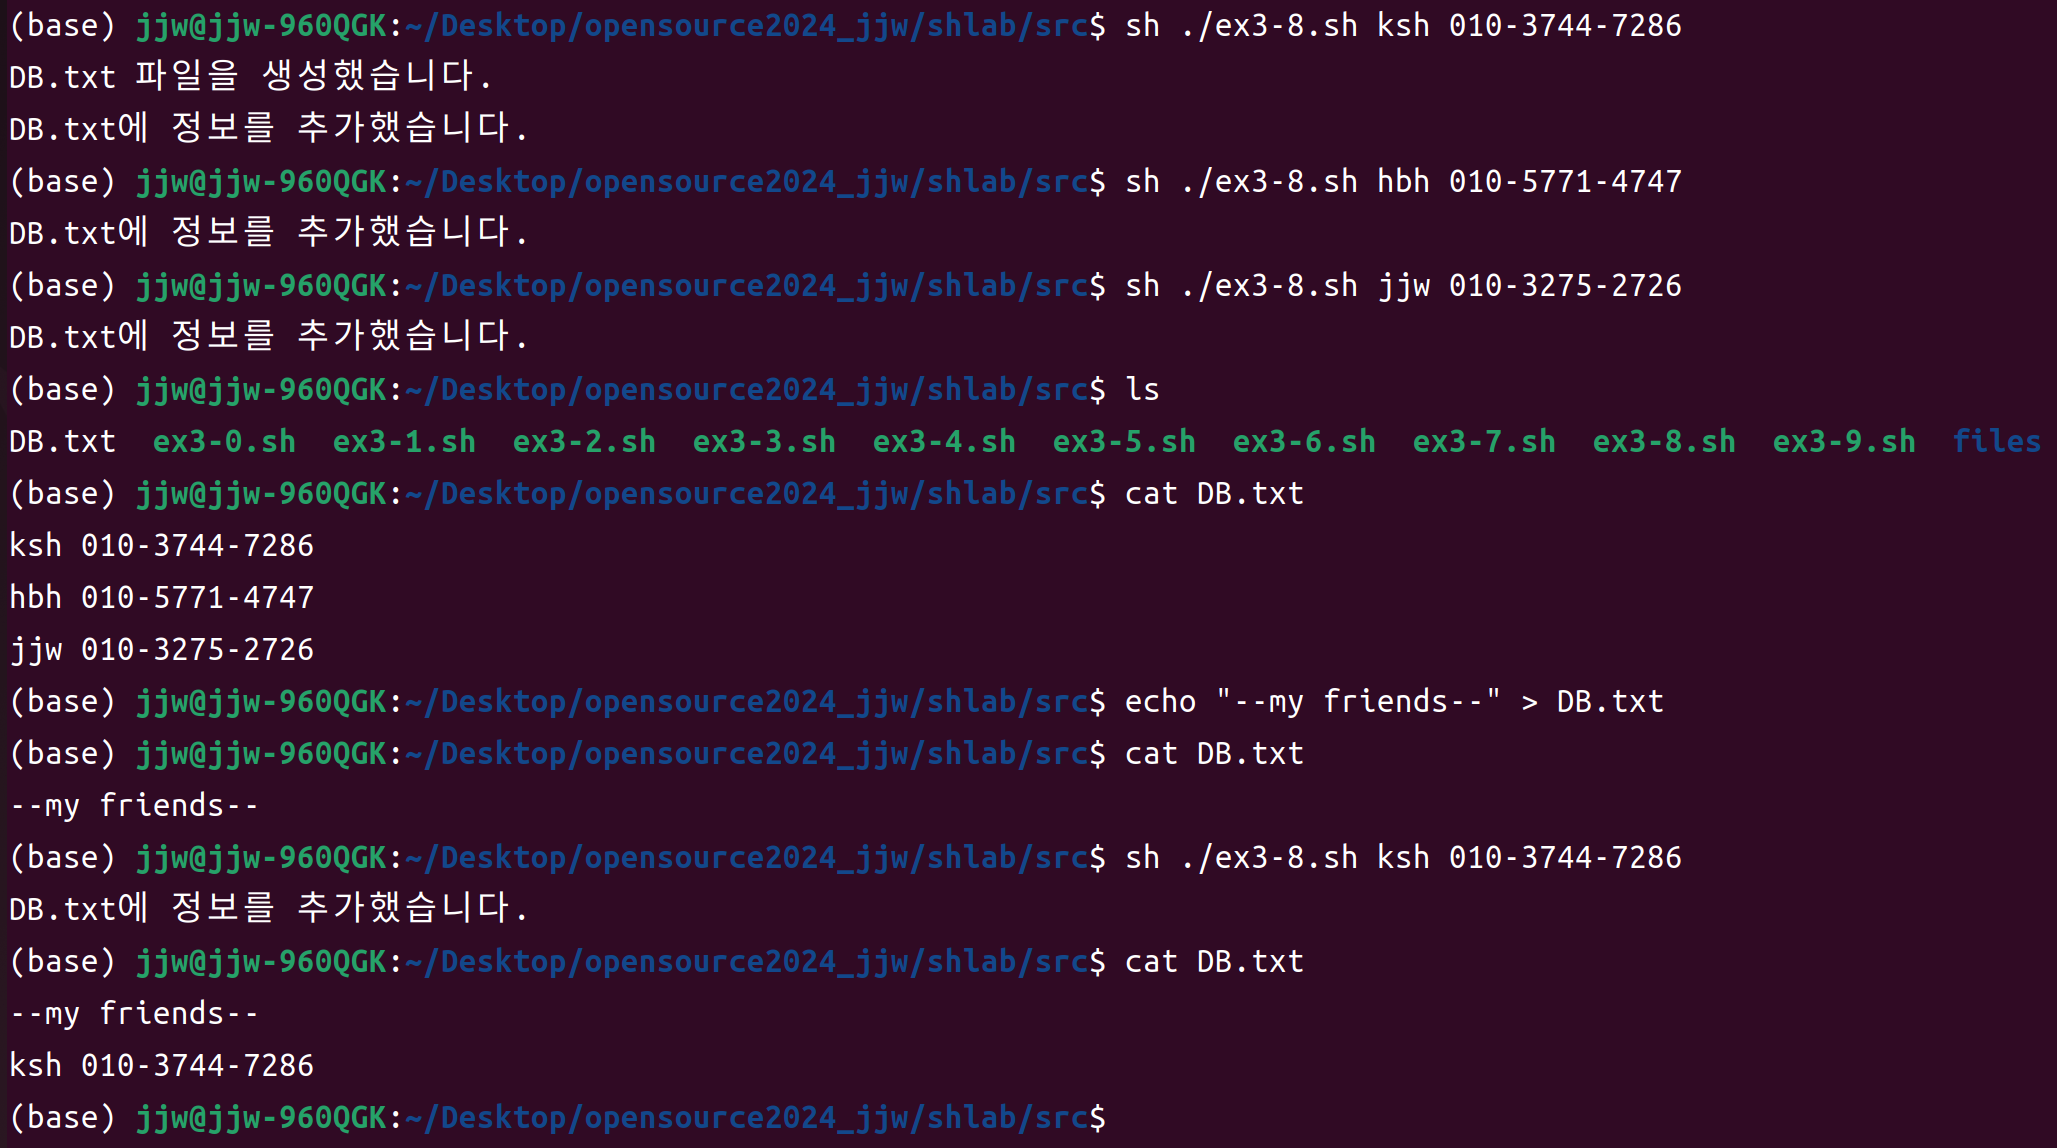 (base) jjw@jjw-960QGK:~/Desktop/opensource2024_jjw/shlab/src$ sh ./ex3-8.sh ksh 010-3744-7286
DB.txt 파일을 생성했습니다.
DB.txt에 정보를 추가했습니다.
(base) jjw@jjw-960QGK:~/Desktop/opensource2024_jjw/shlab/src$ sh ./ex3-8.sh hbh 010-5771-4747
DB.txt에 정보를 추가했습니다.
(base) jjw@jjw-960QGK:~/Desktop/opensource2024_jjw/shlab/src$ sh ./ex3-8.sh jjw 010-3275-2726
DB.txt에 정보를 추가했습니다.
(base) jjw@jjw-960QGK:~/Desktop/opensource2024_jjw/shlab/src$ ls
DB.txt  ex3-0.sh  ex3-1.sh  ex3-2.sh  ex3-3.sh  ex3-4.sh  ex3-5.sh  ex3-6.sh  ex3-7.sh  ex3-8.sh  ex3-9.sh  files
(base) jjw@jjw-960QGK:~/Desktop/opensource2024_jjw/shlab/src$ cat DB.txt
ksh 010-3744-7286
hbh 010-5771-4747
jjw 010-3275-2726
(base) jjw@jjw-960QGK:~/Desktop/opensource2024_jjw/shlab/src$ echo "--my friends--" > DB.txt
(base) jjw@jjw-960QGK:~/Desktop/opensource2024_jjw/shlab/src$ cat DB.txt
--my friends--
(base) jjw@jjw-960QGK:~/Desktop/opensource2024_jjw/shlab/src$ sh ./ex3-8.sh ksh 010-3744-7286
DB.txt에 정보를 추가했습니다.
(base) jjw@jjw-960QGK:~/Desktop/opensource2024_jjw/shlab/src$ cat DB.txt
--my friends--
ksh 010-3744-7286
(base) jjw@jjw-960QGK:~/Desktop/opensource2024_jjw/shlab/src$